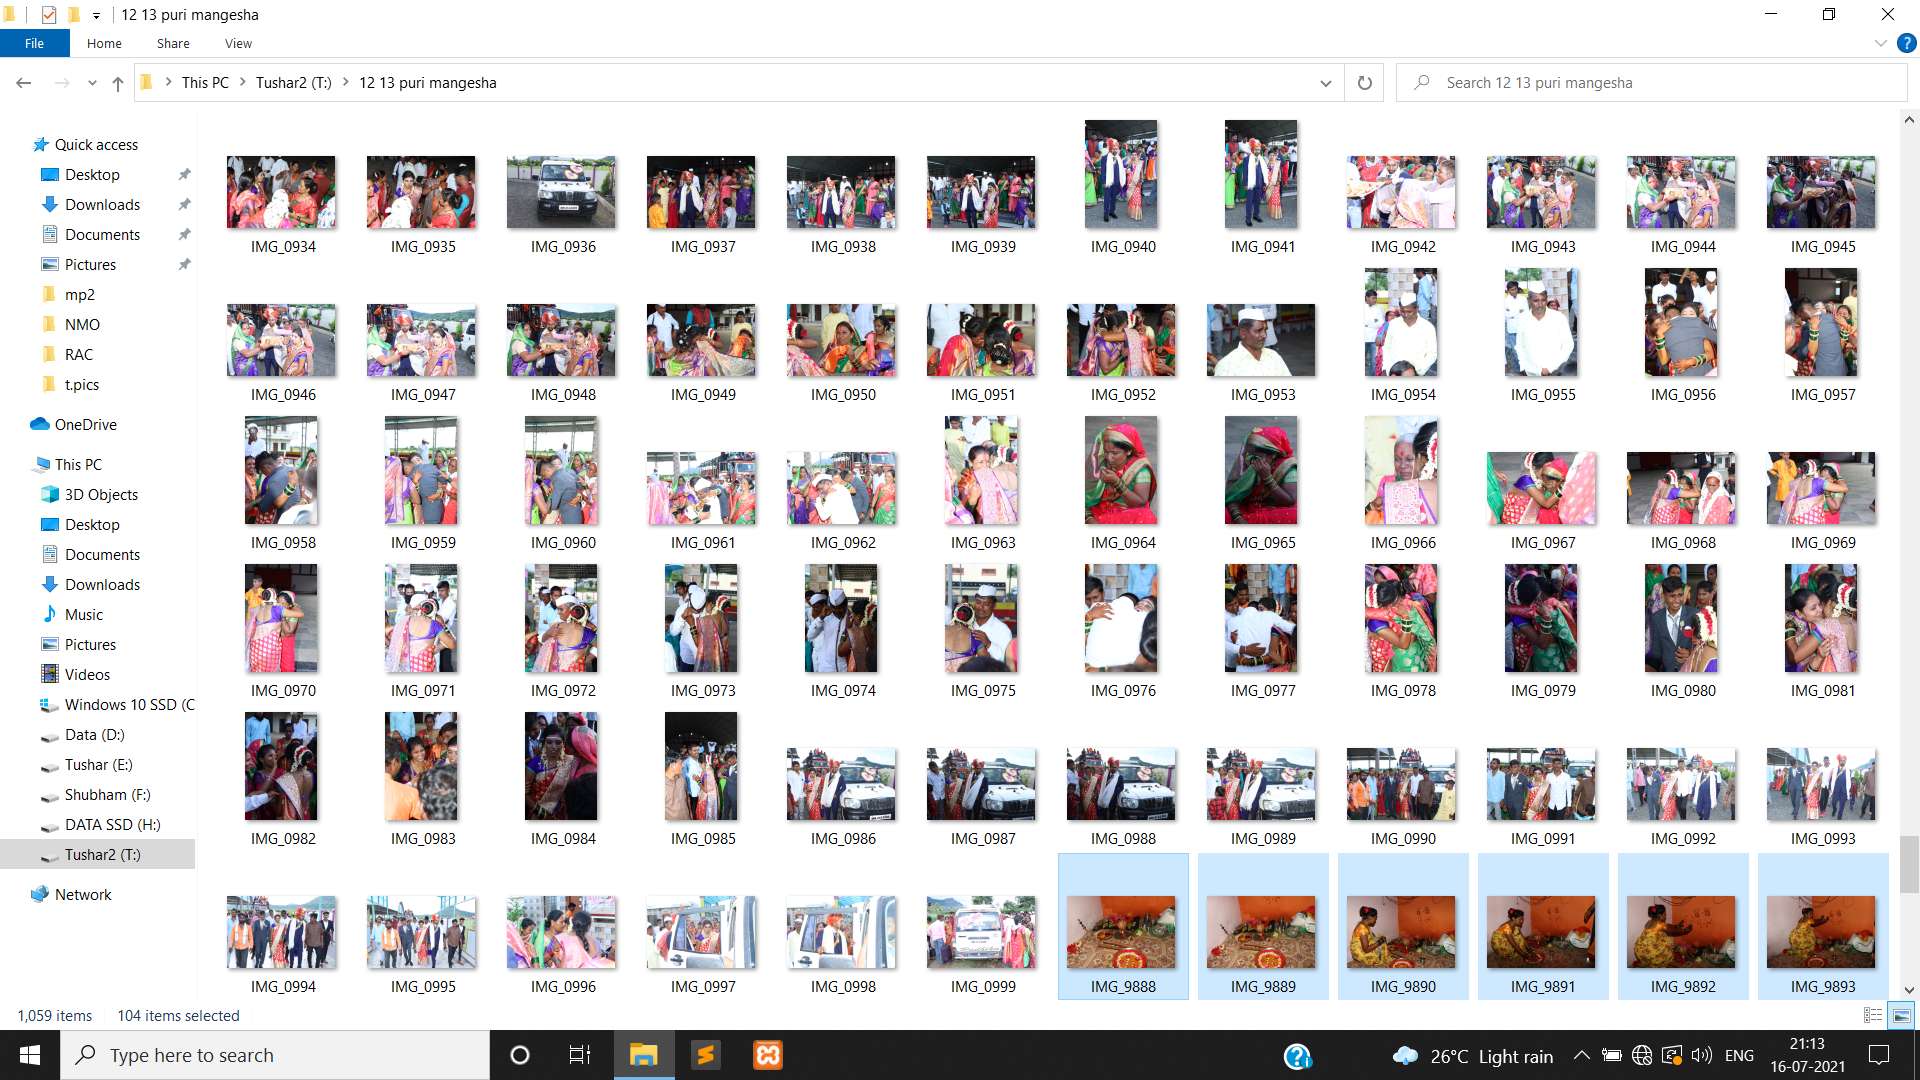 12 13 puri mangesha
File Home Share View
This PC Tushar2 (T:) 12 13 puri mangesha
Search 12 13 puri mangesha
Quick access
Desktop
Downloads
Documents
Pictures
mp2
NMO
RAC
t.pics
OneDrive
This PC
3D Objects
Desktop
Documents
Downloads
Music
Pictures
Videos
Windows 10 SSD (C
Data (D:)
Tushar (E:)
Shubham (F:)
DATA SSD (H:)
Tushar2 (T:)
Network
IMG_0934 IMG_0935 IMG_0936 IMG_0937 IMG_0938 IMG_0939 IMG_0940 IMG_0941 IMG_0942 IMG_0943 IMG_0944 IMG_0945
IMG_0946 IMG_0947 IMG_0948 IMG_0949 IMG_0950 IMG_0951 IMG_0952 IMG_0953 IMG_0954 IMG_0955 IMG_0956 IMG_0957
IMG_0958 IMG_0959 IMG_0960 IMG_0961 IMG_0962 IMG_0963 IMG_0964 IMG_0965 IMG_0966 IMG_0967 IMG_0968 IMG_0969
IMG_0970 IMG_0971 IMG_0972 IMG_0973 IMG_0974 IMG_0975 IMG_0976 IMG_0977 IMG_0978 IMG_0979 IMG_0980 IMG_0981
IMG_0982 IMG_0983 IMG_0984 IMG_0985 IMG_0986 IMG_0987 IMG_0988 IMG_0989 IMG_0990 IMG_0991 IMG_0992 IMG_0993
IMG_0994 IMG_0995 IMG_0996 IMG_0997 IMG_0998 IMG_0999 IMG_9888 IMG_9889 IMG_9890 IMG_9891 IMG_9892 IMG_9893
1,059 items 104 items selected
Type here to search
26°C Light rain
ENG
21:13
16-07-2021